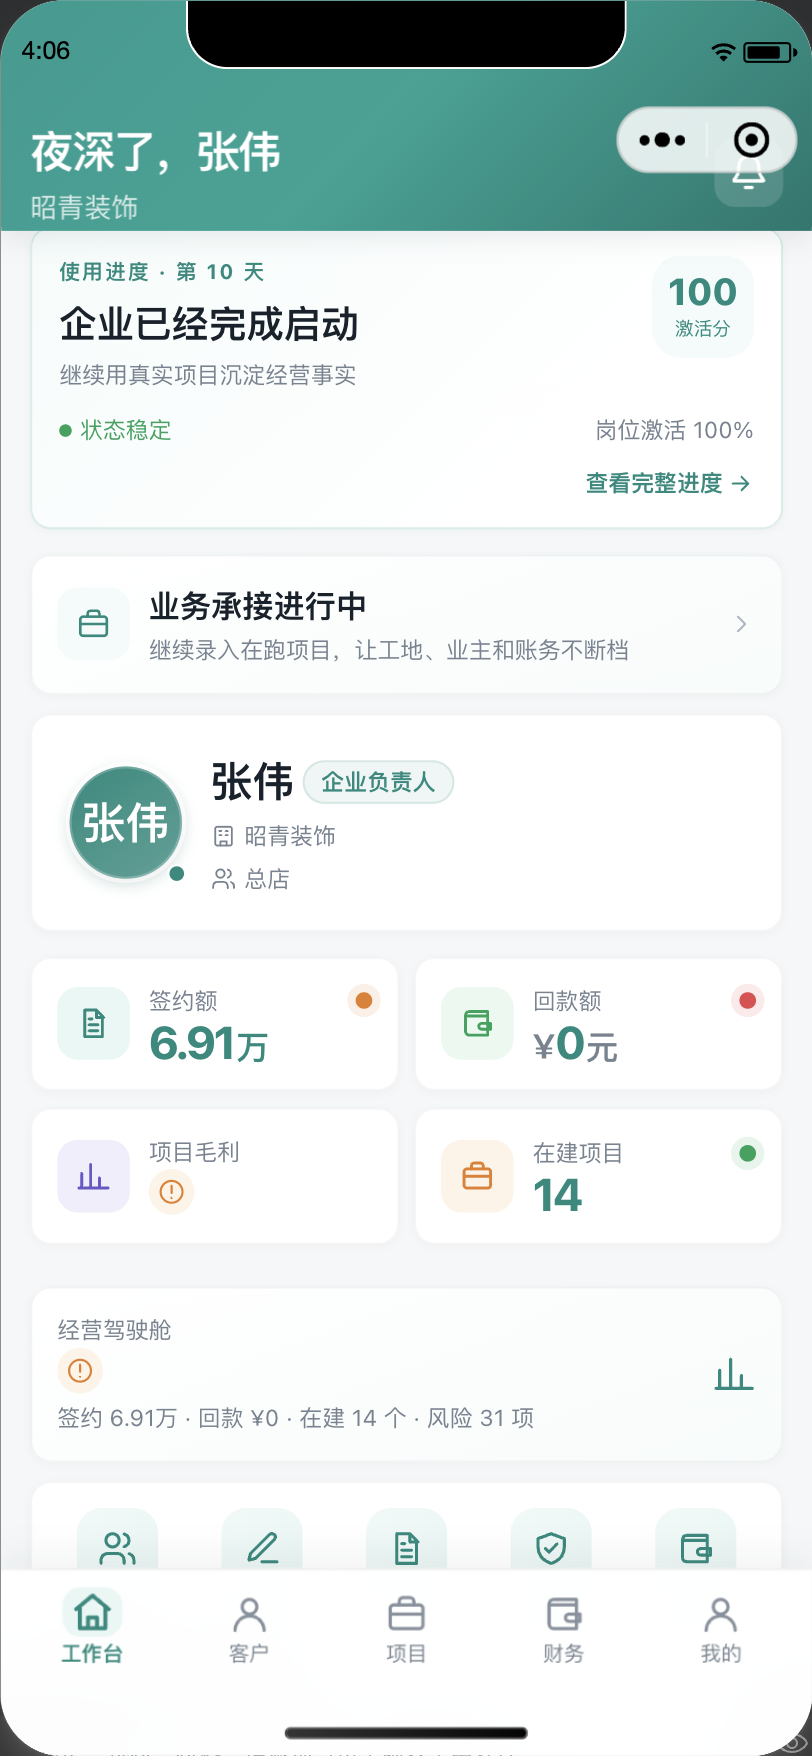 4:06
夜深了，张伟
昭青装饰
使用进度 · 第 10 天
100
激活分
企业已经完成启动
继续用真实项目沉淀经营事实
状态稳定
岗位激活 100%
查看完整进度 →
业务承接进行中
继续录入在跑项目，让工地、业主和账务不断档
张伟
张伟 企业负责人
昭青装饰
总店
签约额
6.91万
回款额
¥0元
项目毛利
在建项目
14
经营驾驶舱
签约 6.91万 · 回款 ¥0 · 在建 14 个 · 风险 31 项
工作台
客户
项目
财务
我的